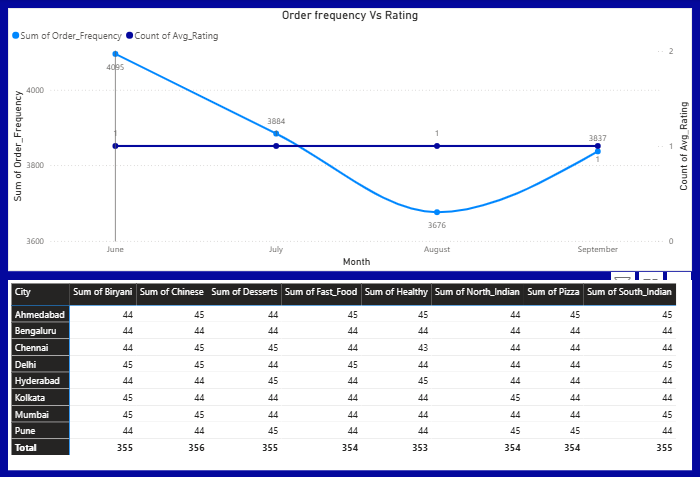 Order frequency Vs Rating
Sum of Order_Frequency Count of Avg_Rating
Sum of Order_Frequency
4000
3800
3600
4095
3884
3676
3837
1
1
1
2
1
0
Count of Avg_Rating
June July August September
Month
City Sum of Biryani Sum of Chinese Sum of Desserts Sum of Fast_Food Sum of Healthy Sum of North_Indian Sum of Pizza Sum of South_Indian
Ahmedabad 44 45 44 45 45 44 45 45
Bengaluru 44 44 44 44 44 44 44 44
Chennai 44 45 45 44 43 44 45 44
Delhi 45 45 44 44 45 45 44 45
Hyderabad 44 44 45 44 45 44 44 44
Kolkata 45 44 44 44 44 44 44 44
Mumbai 45 45 44 44 44 44 44 45
Pune 44 44 45 45 44 45 45 44
Total 355 356 355 354 353 354 354 355